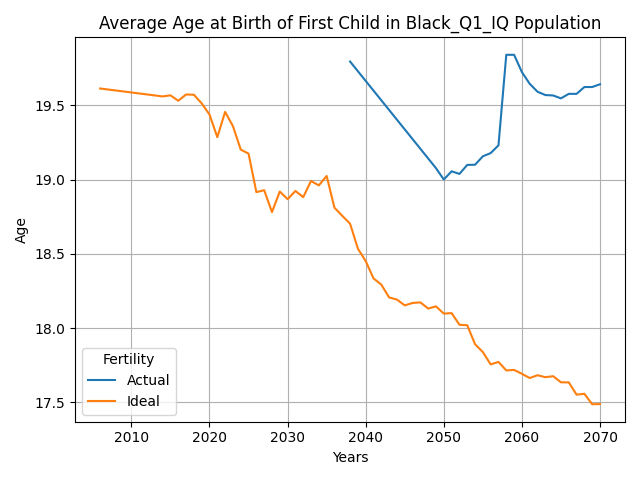 Average Age at Birth of First Child in Black_Q1_IQ Population
Age
19.5
19.0
18.5
18.0
17.5
Fertility
Actual
Ideal
2010 2020 2030 2040 2050 2060 2070
Years